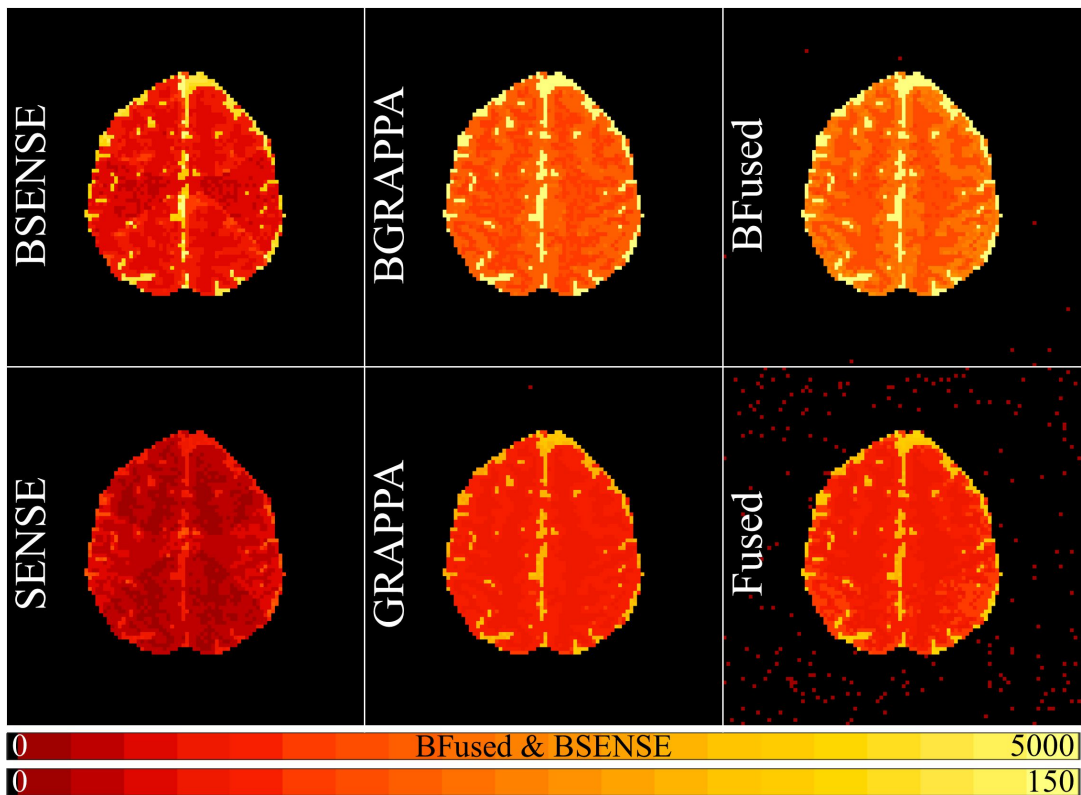 BSENSE
BGRAPPA
BFused
SENSE
GRAPPA
Fused
0 BFused & BSENSE 5000
0 150